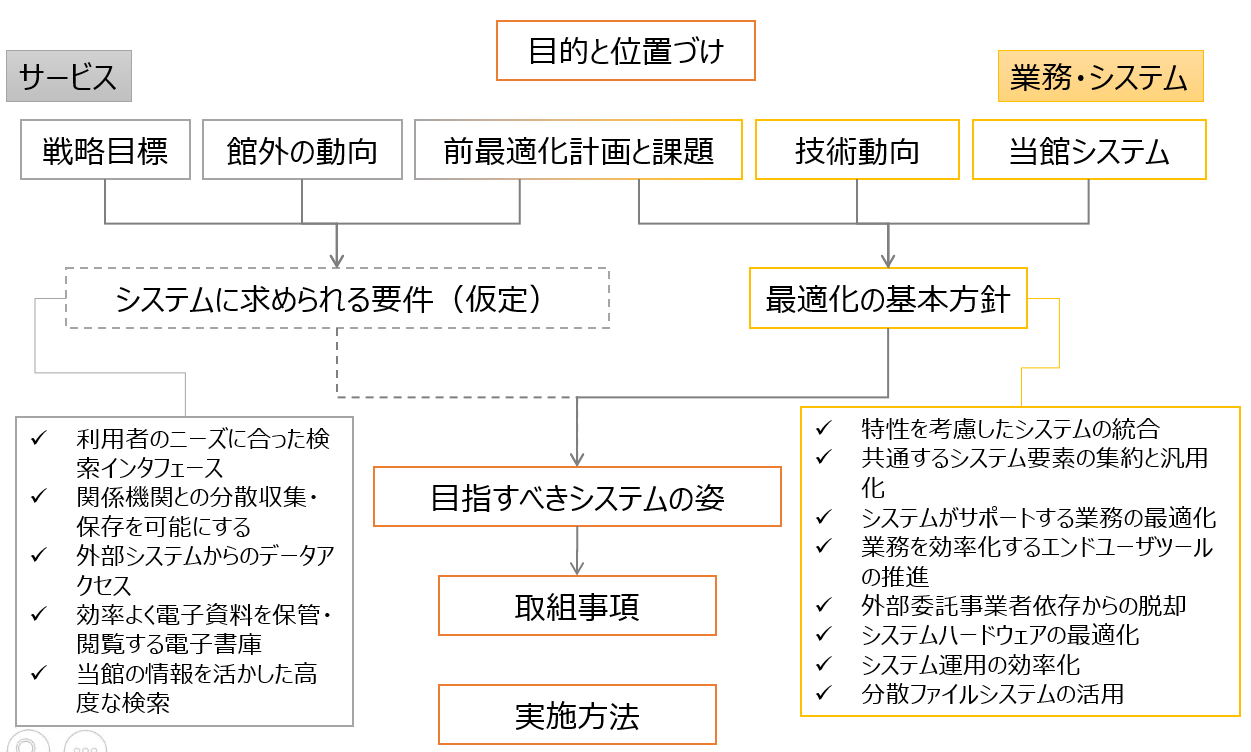 目的と位置づけ
サービス
業務・システム
戦略目標
館外の動向
前最適化計画と課題
技術動向
当館システム
システムに求められる要件（仮定）
最適化の基本方針
✓ 利用者のニーズに合った検
索インタフェース
✓ 関係機関との分散収集・
保存を可能にする
✓ 外部システムからのデータア
クセス
✓ 効率よく電子資料を保管・
閲覧する電子書庫
✓ 当館の情報を活かした高
度な検索
目指すべきシステムの姿
取組事項
実施方法
✓ 特性を考慮したシステムの統合
✓ 共通するシステム要素の集約と汎用
化
✓ システムがサポートする業務の最適化
✓ 業務を効率化するエンドユーザツール
の推進
✓ 外部委託事業者依存からの脱却
✓ システムハードウェアの最適化
✓ システム運用の効率化
✓ 分散ファイルシステムの活用